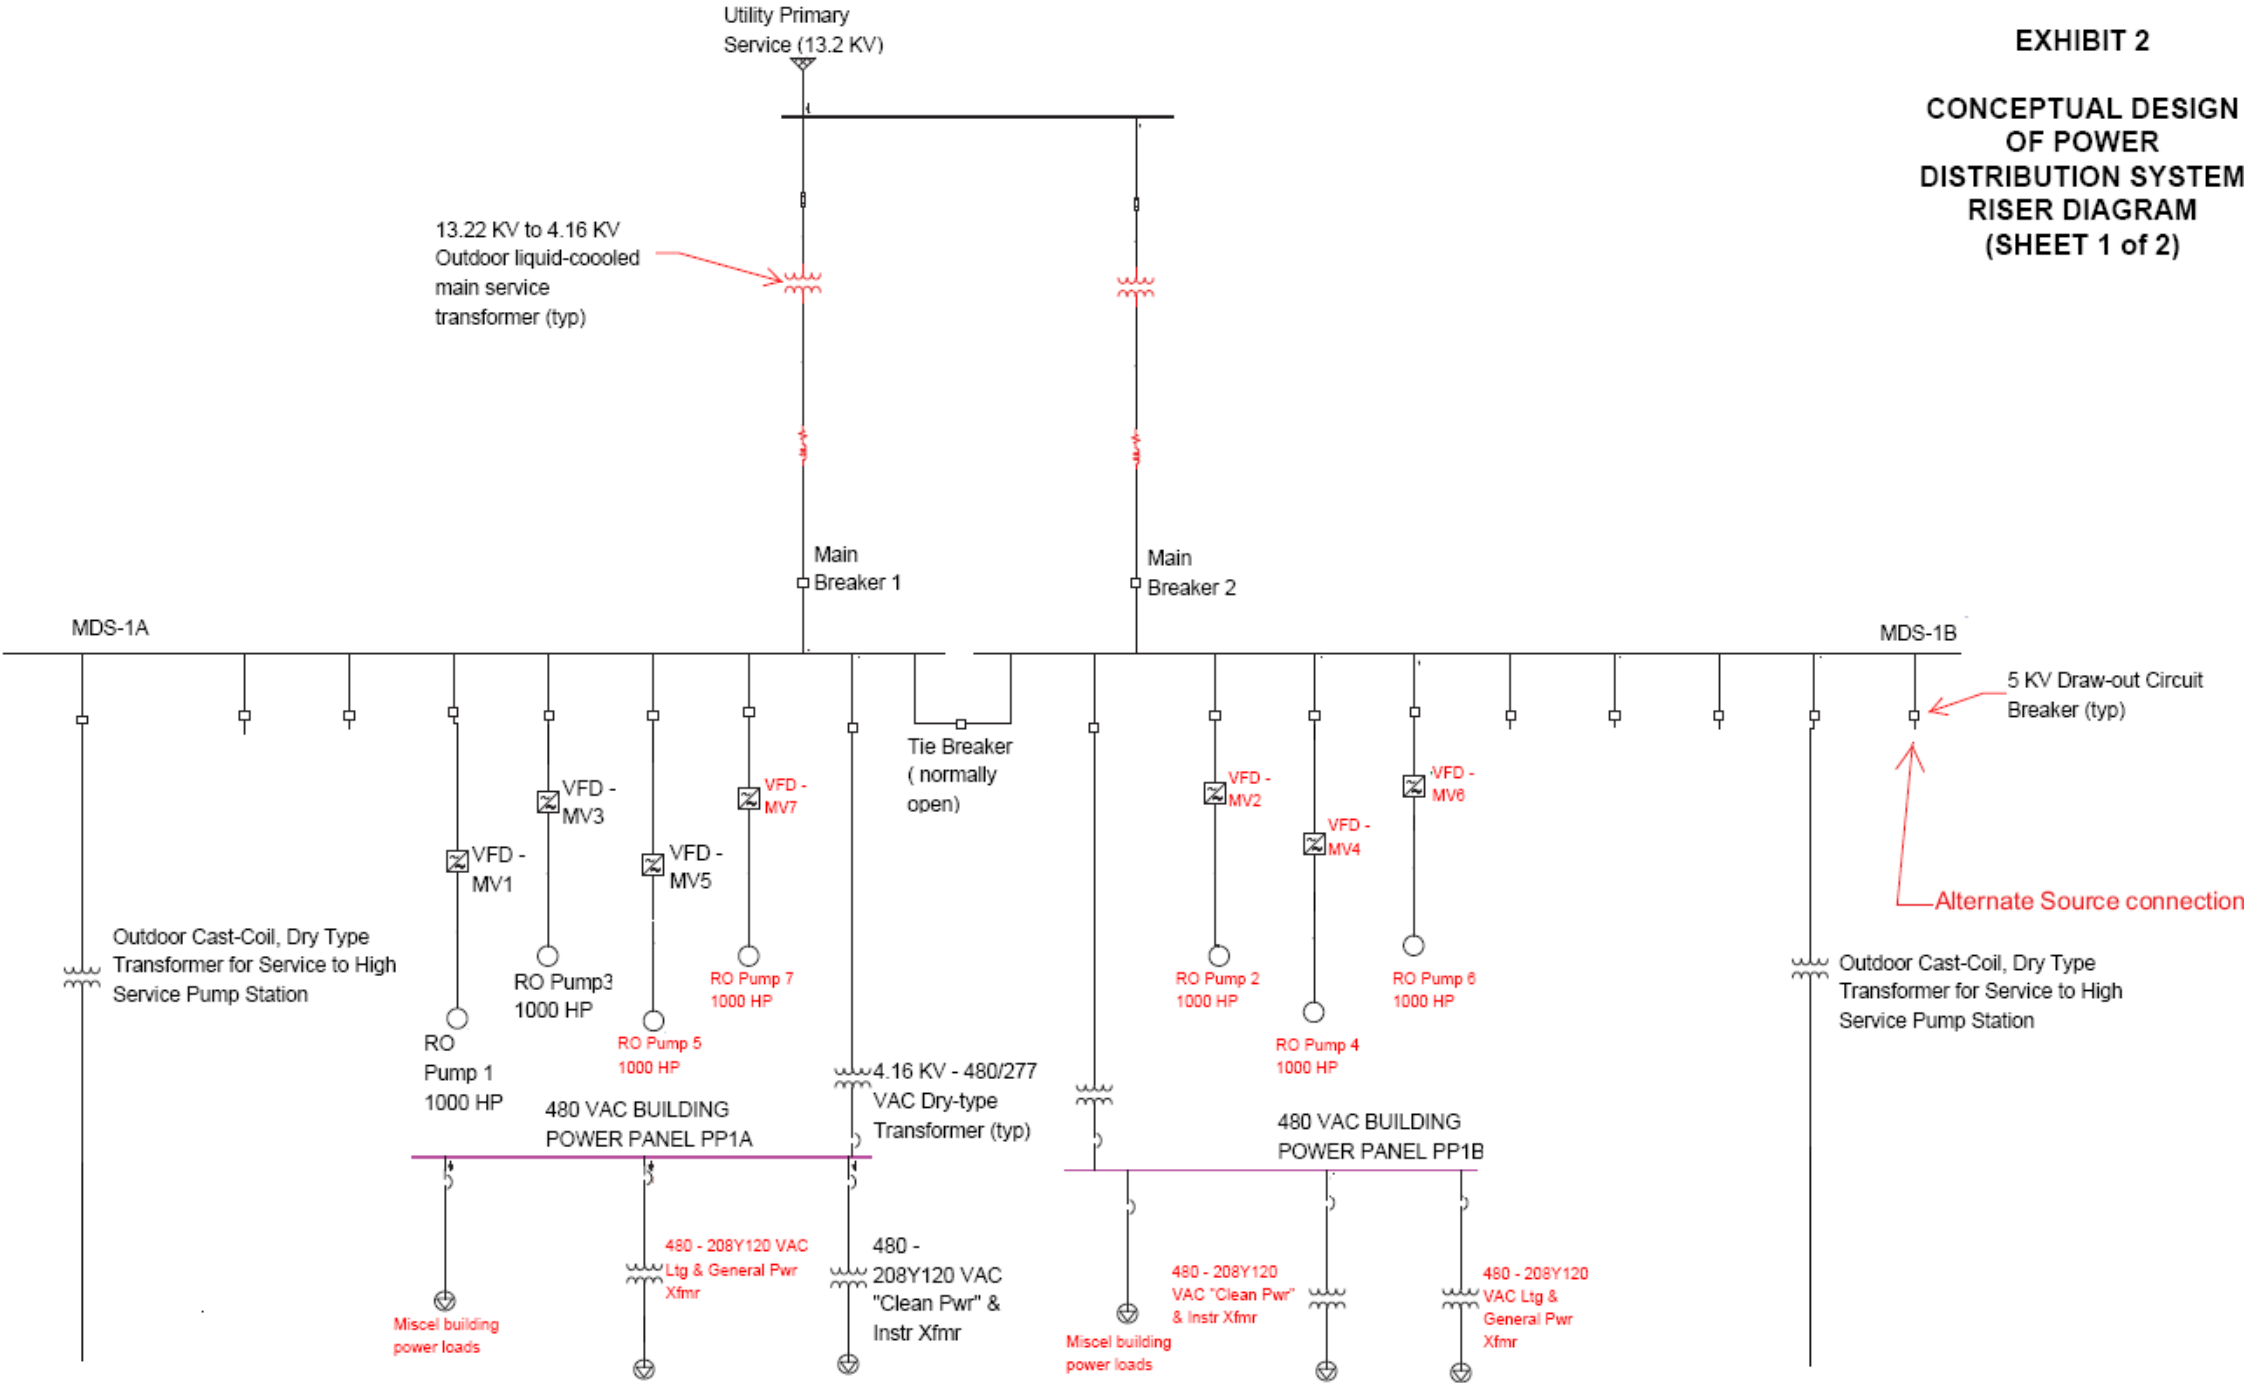 Utility Primary
Service (13.2 KV)
EXHIBIT 2
CONCEPTUAL DESIGN
OF POWER
DISTRIBUTION SYSTEM
RISER DIAGRAM
(SHEET 1 of 2)
13.22 KV to 4.16 KV
Outdoor liquid-coooled
main service
transformer (typ)
Main
Breaker 1
Main
Breaker 2
MDS-1A
MDS-1B
5 KV Draw-out Circuit
Breaker (typ)
Tie Breaker
( normally
open)
VFD -
MV1
VFD -
MV3
VFD -
MV5
VFD -
MV7
VFD -
MV2
VFD -
MV4
VFD -
MV6
Alternate Source connection
Outdoor Cast-Coil, Dry Type
Transformer for Service to High
Service Pump Station
RO
Pump 1
1000 HP
RO Pump3
1000 HP
RO Pump 5
1000 HP
RO Pump 7
1000 HP
RO Pump 2
1000 HP
RO Pump 4
1000 HP
RO Pump 6
1000 HP
Outdoor Cast-Coil, Dry Type
Transformer for Service to High
Service Pump Station
4.16 KV - 480/277
VAC Dry-type
Transformer (typ)
480 VAC BUILDING
POWER PANEL PP1A
480 VAC BUILDING
POWER PANEL PP1B
Miscel building
power loads
480 - 208Y120 VAC
Ltg & General Pwr
Xfmr
480 -
208Y120 VAC
"Clean Pwr" &
Instr Xfmr
Miscel building
power loads
480 - 208Y120
VAC "Clean Pwr"
& Instr Xfmr
480 - 208Y120
VAC Ltg &
General Pwr
Xfmr